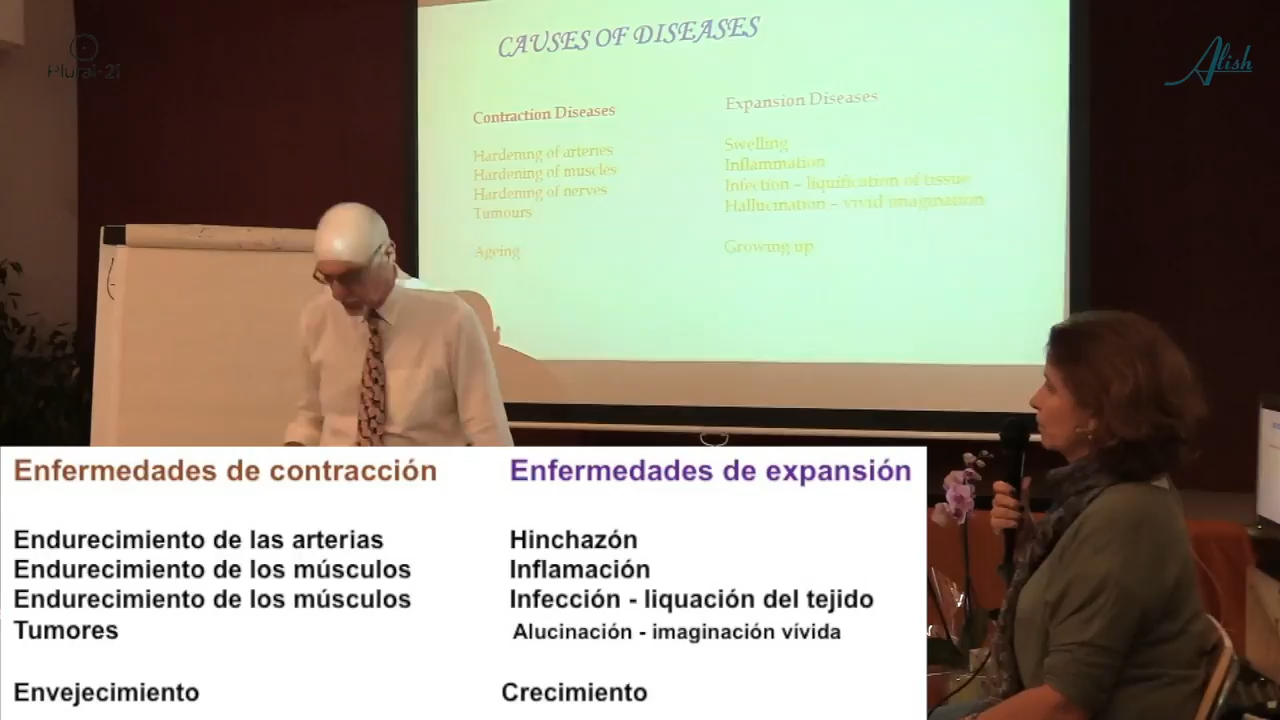 Plural-21
Alish
CAUSES OF DISEASES
Contraction Diseases
Hardening of arteries
Hardening of muscles
Hardening of nerves
Tumours
Ageing
Expansion Diseases
Swelling
Inflammation
Infection – liquification of tissue
Hallucination – vivid imagination
Growing up
Enfermedades de contracción
Endurecimiento de las arterias
Endurecimiento de los músculos
Endurecimiento de los músculos
Tumores
Envejecimiento
Enfermedades de expansión
Hinchazón
Inflamación
Infección - liquación del tejido
Alucinación - imaginación vívida
Crecimiento